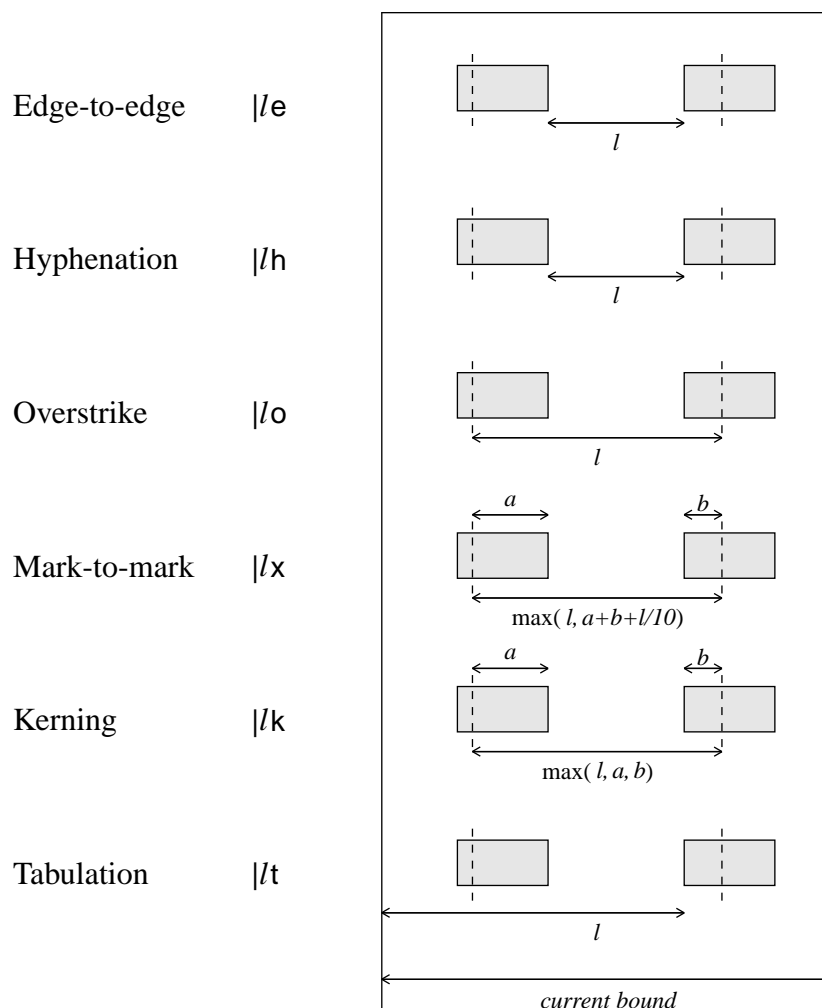 Edge-to-edge |le
l
Hyphenation |lh
l
Overstrike |lo
l
a b
Mark-to-mark |lx
max( l, a+b+l/10)
a b
Kerning |lk
max( l, a, b)
Tabulation |lt
l
current bound